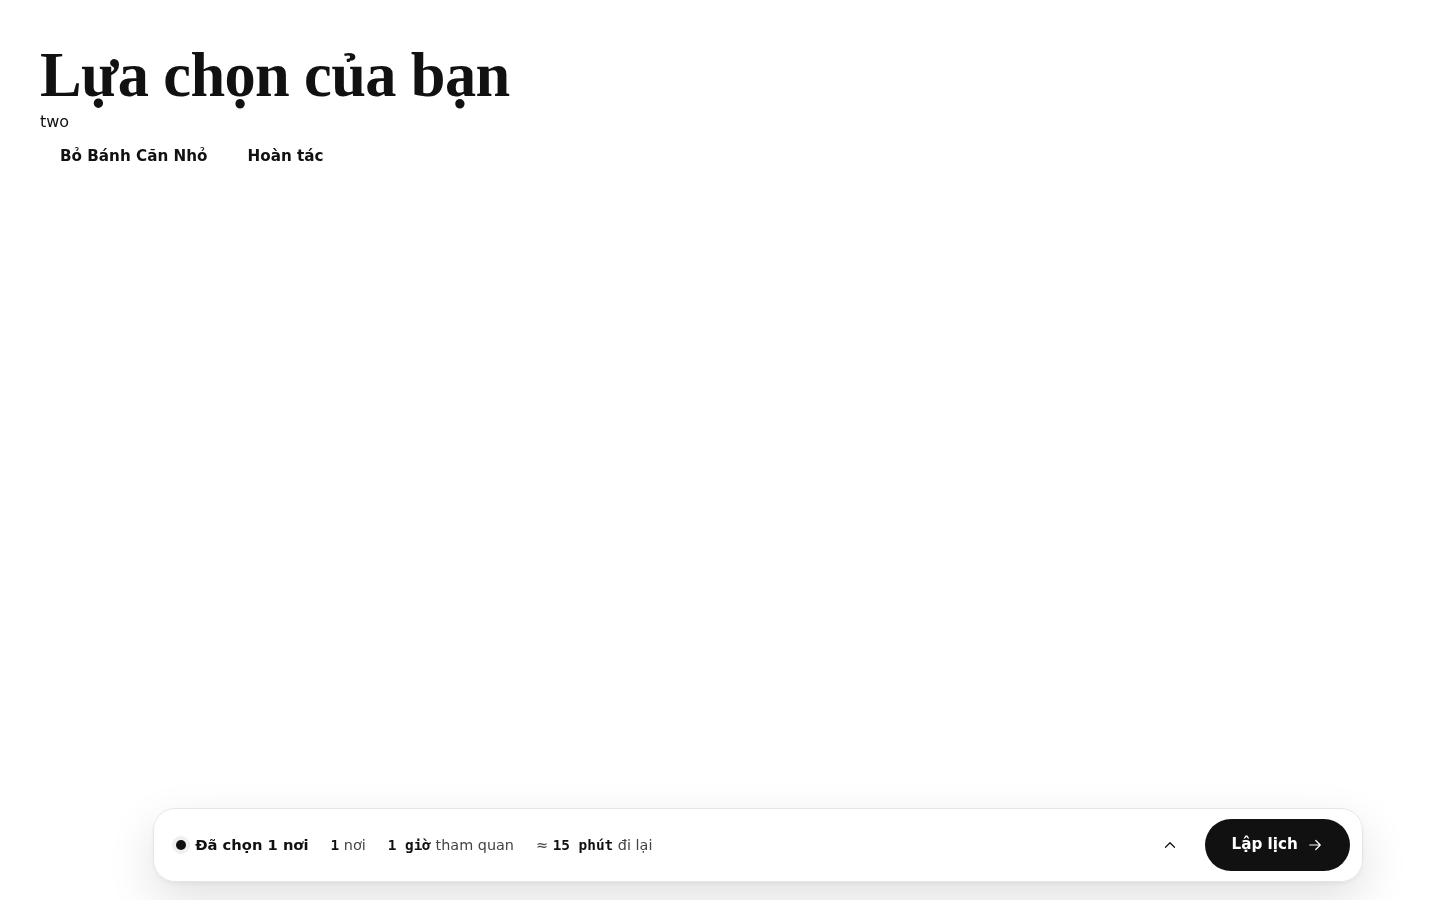 Lựa chọn của bạn
two
Bỏ Bánh Căn Nhỏ Hoàn tác
Đã chọn 1 nơi 1 nơi 1 giờ tham quan ≈ 15 phút đi lại Lập lịch →